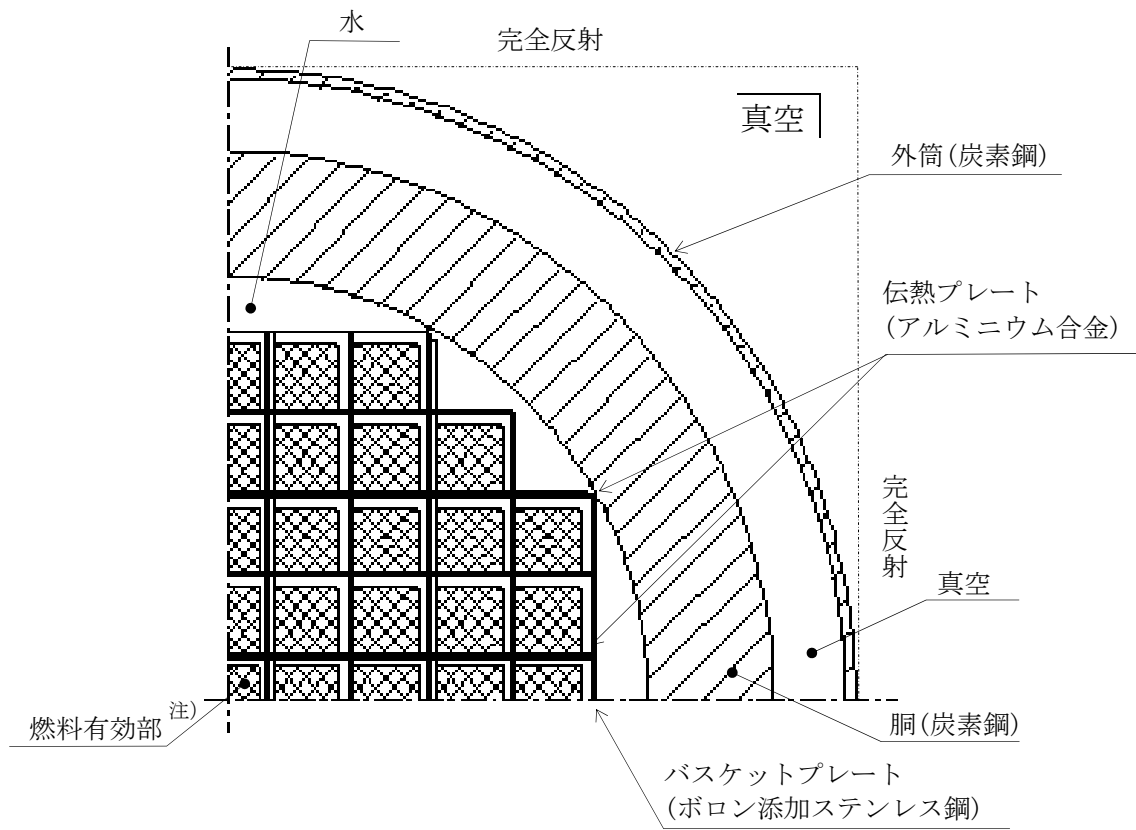 水
完全反射
真空
外筒(炭素鋼)
伝熱プレート
(アルミニウム合金)
完全反射
真空
注)
燃料有効部
胴(炭素鋼)
バスケットプレート
(ボロン添加ステンレス鋼)